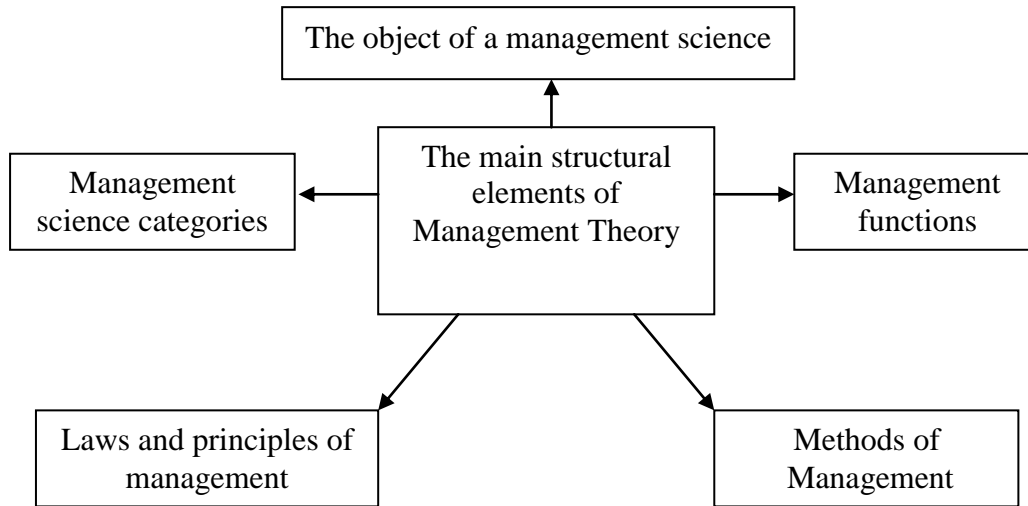 The object of a management science
The main structural
elements of
Management Theory
Management
science categories
Management
functions
Laws and principles of
management
Methods of
Management